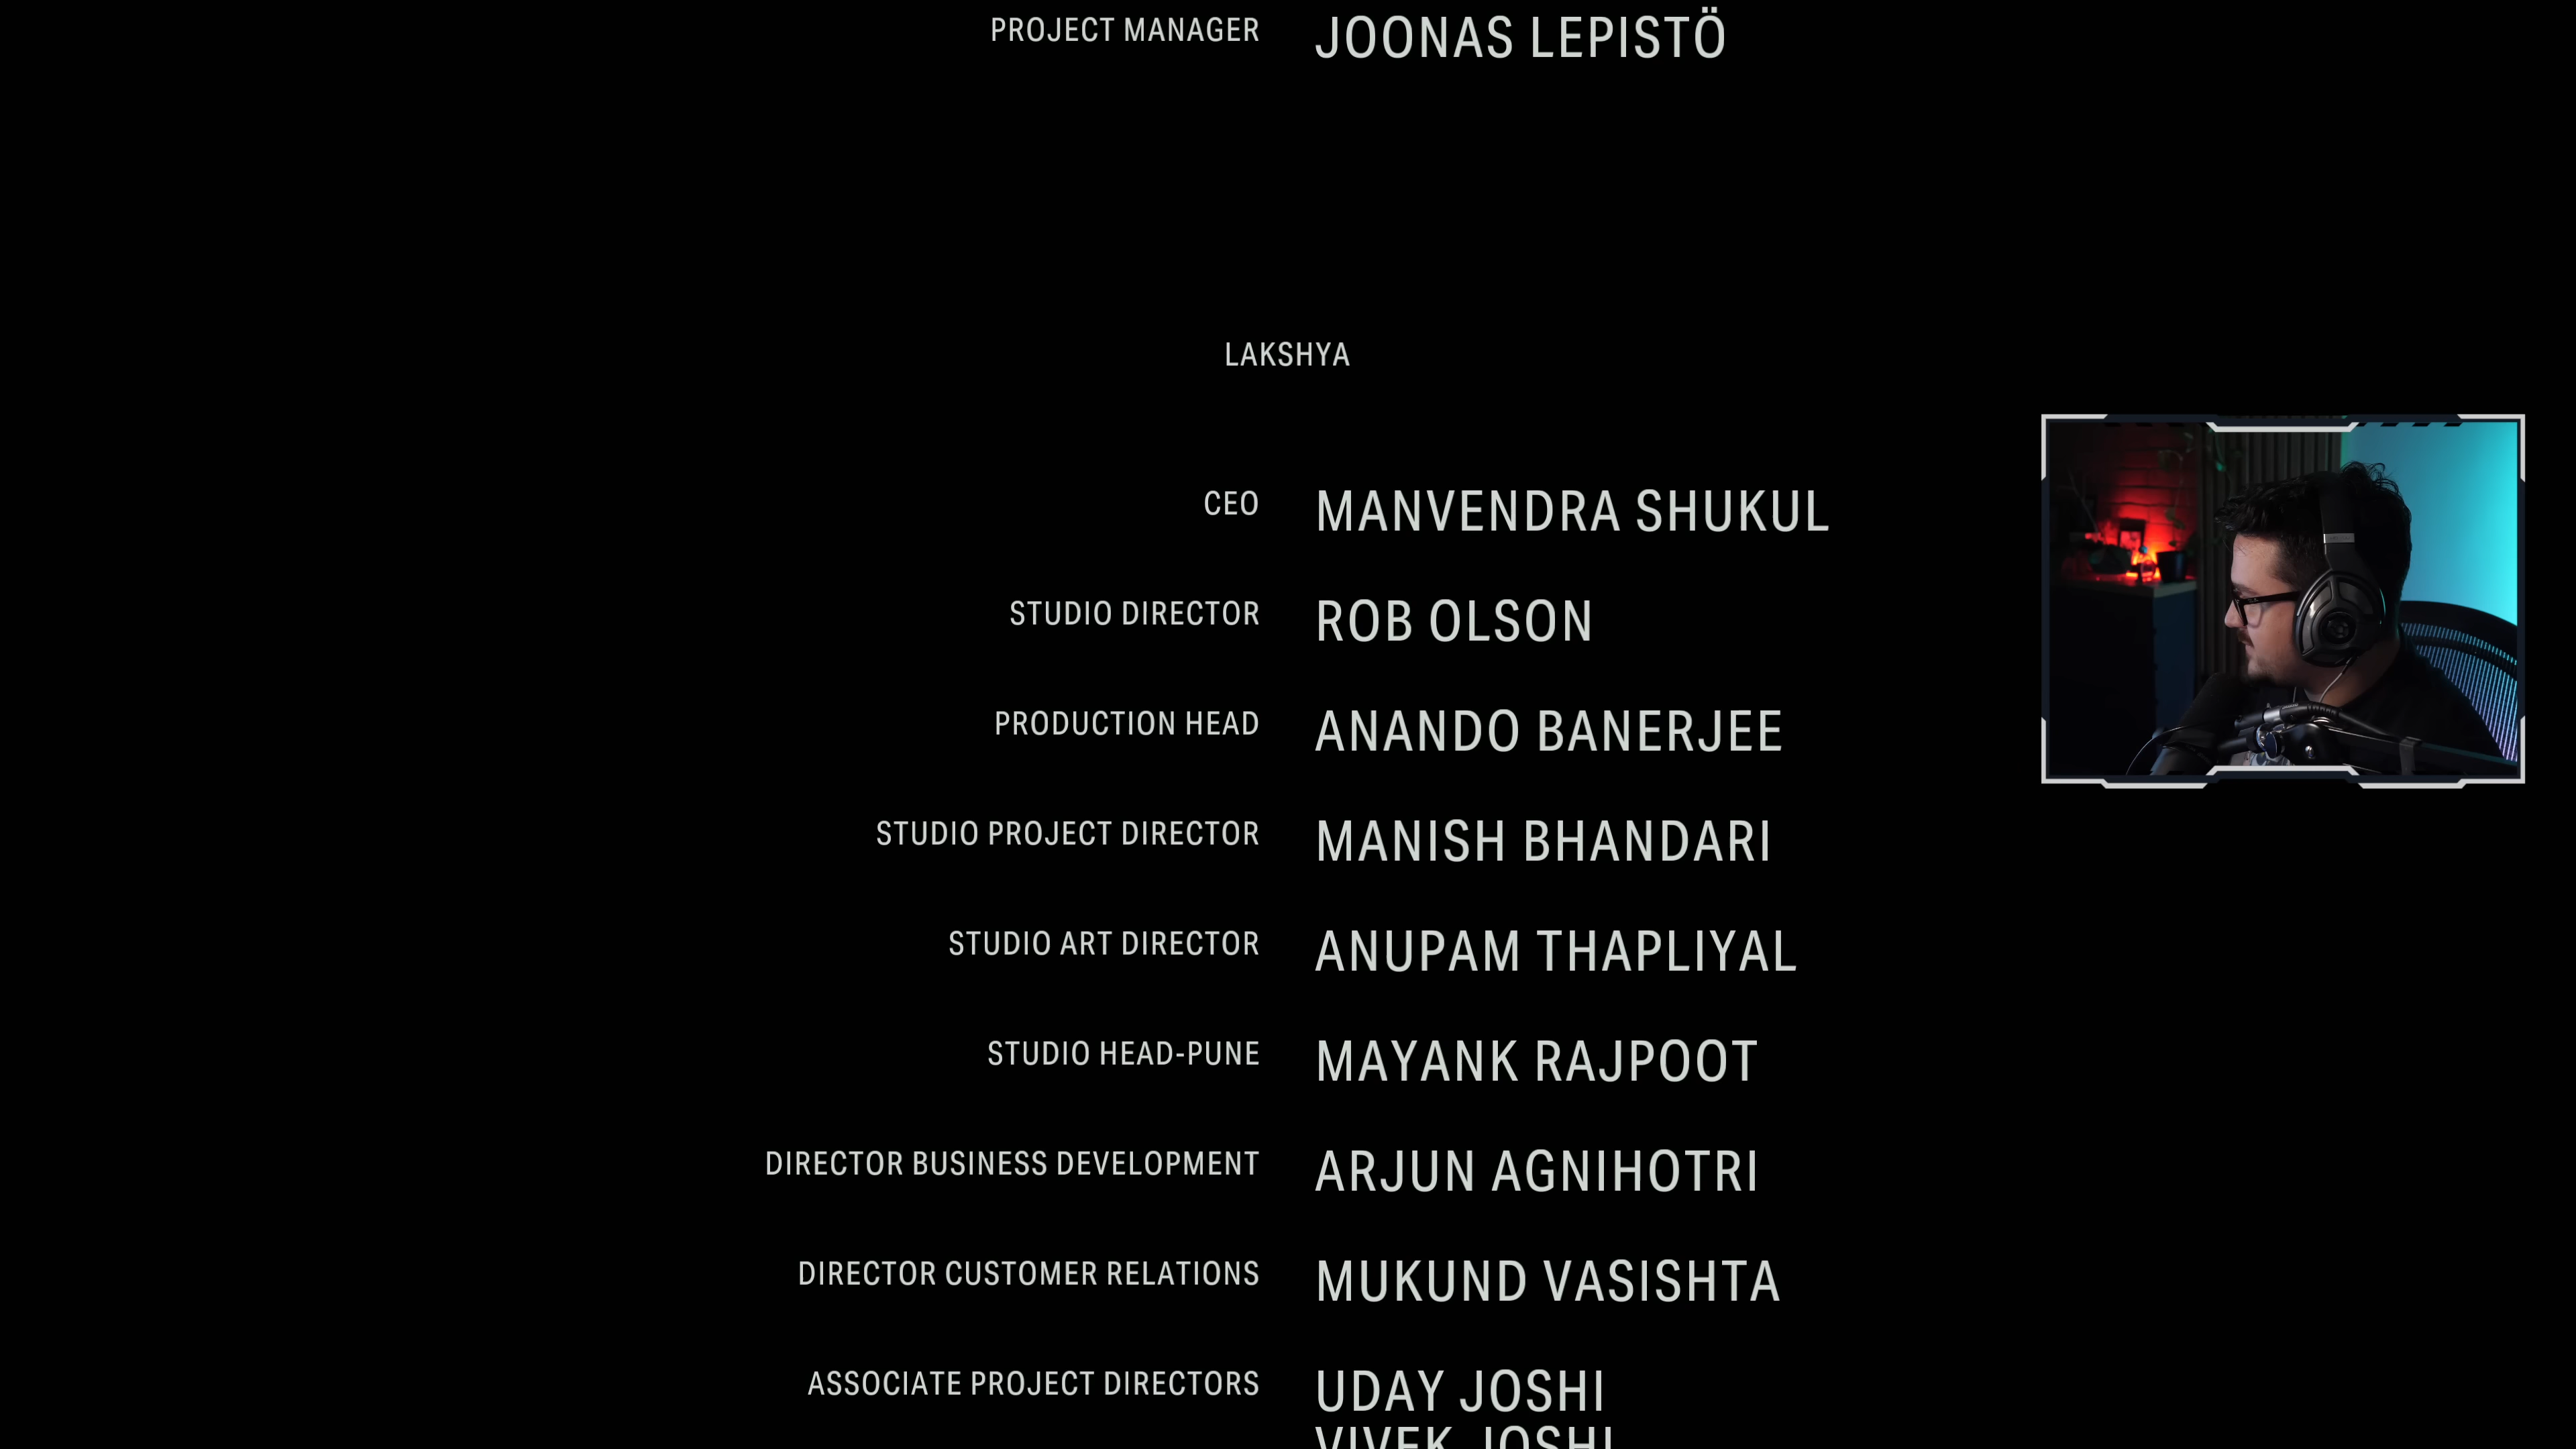 PROJECT MANAGER JOONAS LEPISTÖ
LAKSHYA
CEO MANVENDRA SHUKUL
STUDIO DIRECTOR ROB OLSON
PRODUCTION HEAD ANANDO BANERJEE
STUDIO PROJECT DIRECTOR MANISH BHANDARI
STUDIO ART DIRECTOR ANUPAM THAPLIYAL
STUDIO HEAD-PUNE MAYANK RAJPOOT
DIRECTOR BUSINESS DEVELOPMENT ARJUN AGNIHOTRI
DIRECTOR CUSTOMER RELATIONS MUKUND VASISHTA
ASSOCIATE PROJECT DIRECTORS UDAY JOSHI
VIVEK JOSHI